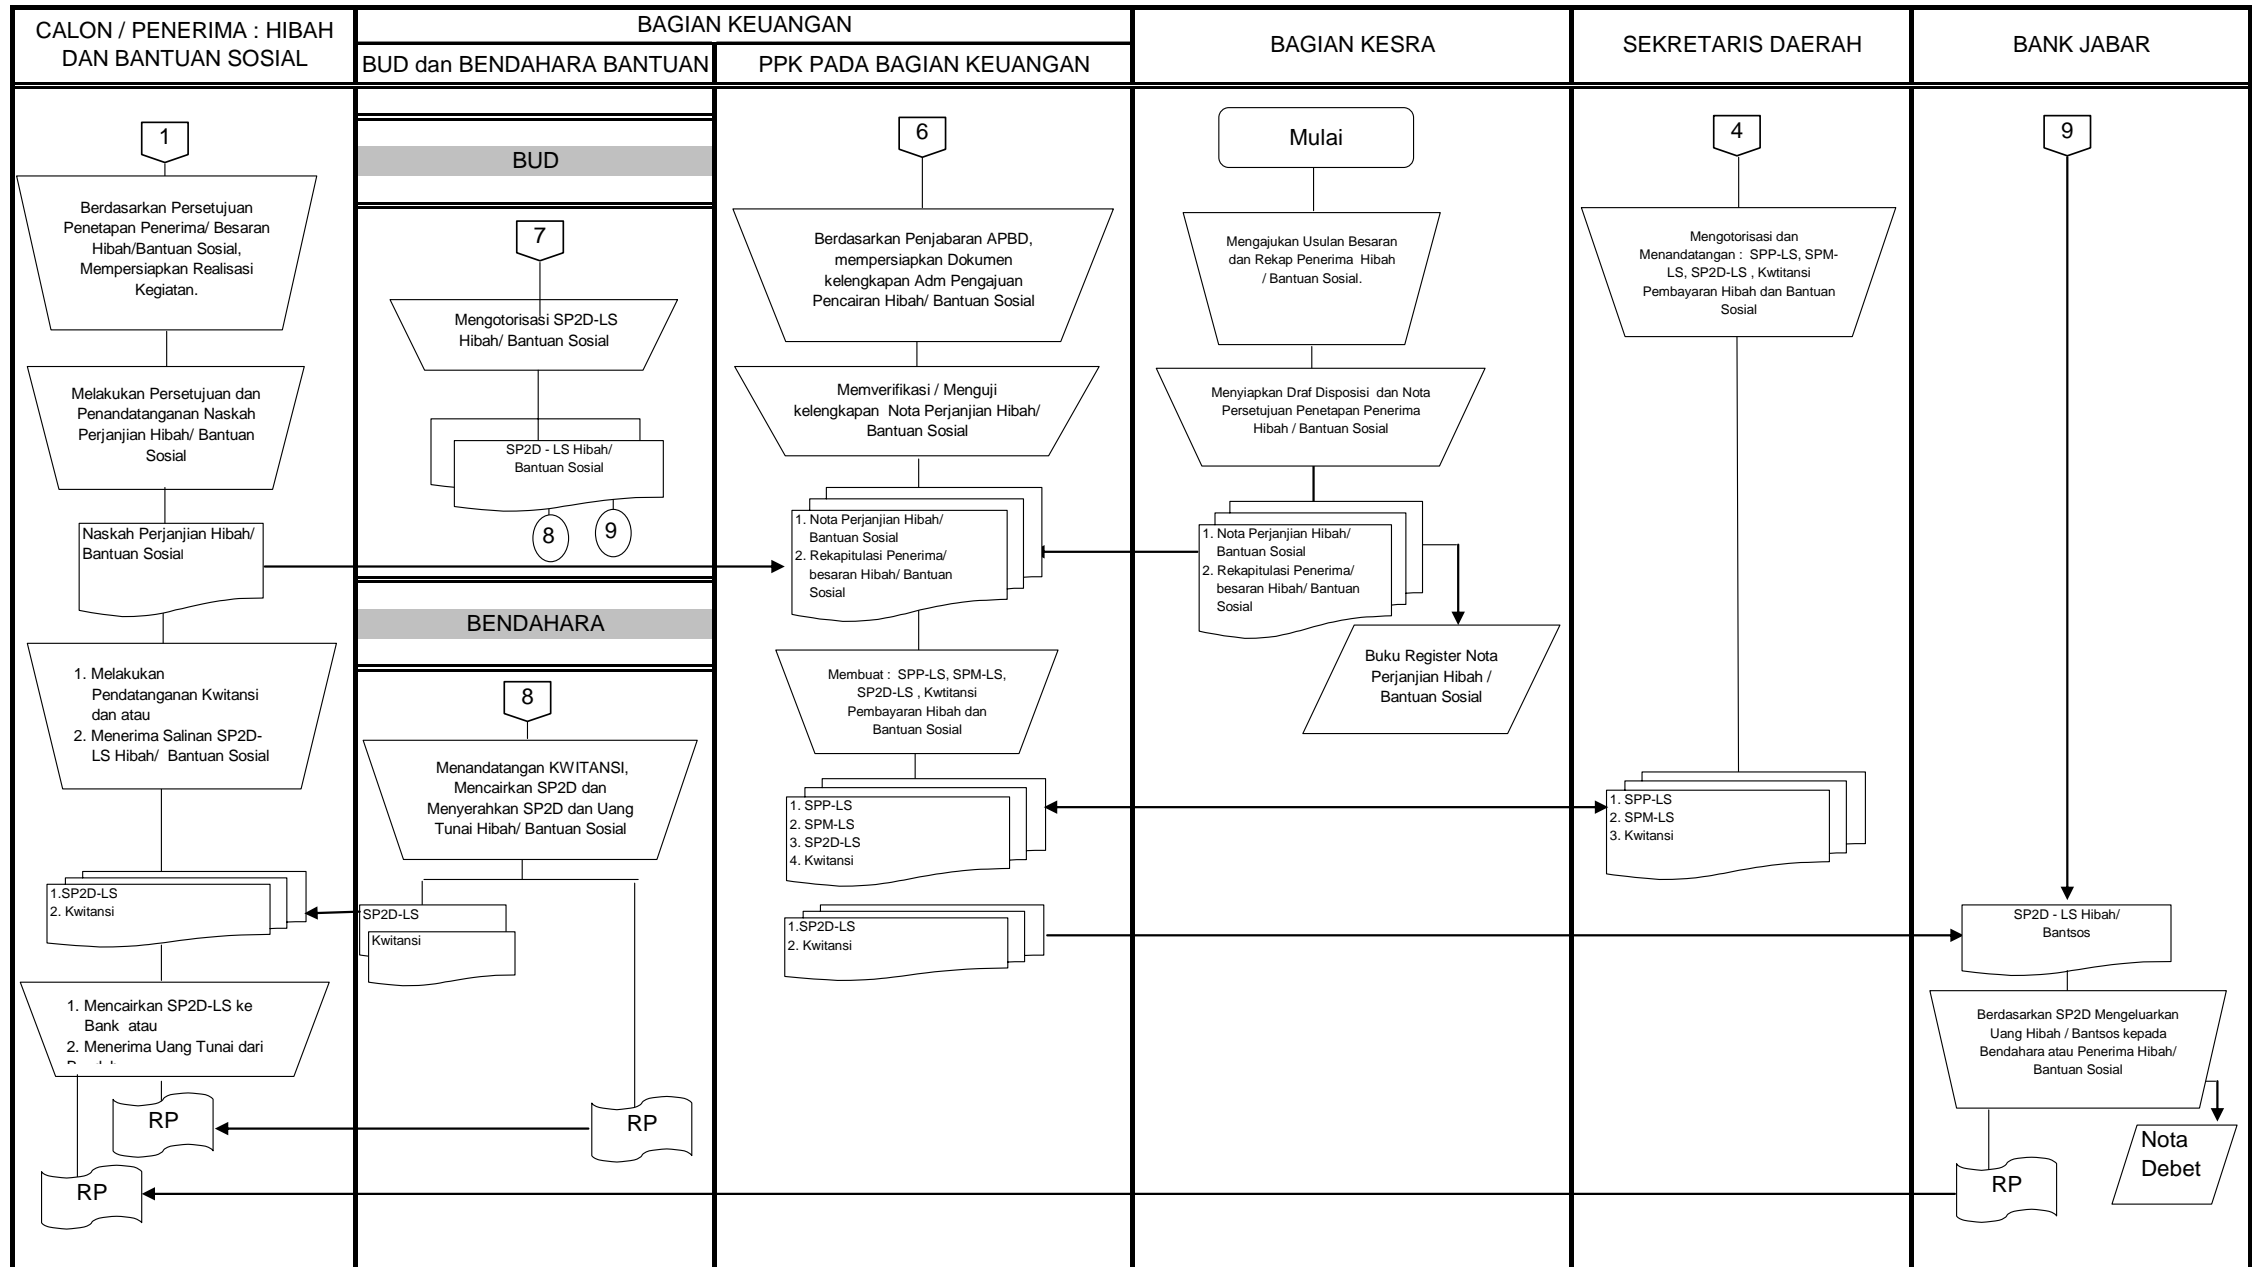 CALON / PENERIMA : HIBAH
DAN BANTUAN SOSIAL
BAGIAN KEUANGAN
BUD dan BENDAHARA BANTUAN
PPK PADA BAGIAN KEUANGAN
BAGIAN KESRA
SEKRETARIS DAERAH
BANK JABAR
1
Berdasarkan Persetujuan
Penetapan Penerima/ Besaran
Hibah/Bantuan Sosial,
Mempersiapkan Realisasi
Kegiatan.
Melakukan Persetujuan dan
Penandatanganan Naskah
Perjanjian Hibah/ Bantuan
Sosial
Naskah Perjanjian Hibah/
Bantuan Sosial
1. Melakukan
Pendatanganan Kwitansi
dan atau
2. Menerima Salinan SP2D-
LS Hibah/ Bantuan Sosial
1.SP2D-LS
2. Kwitansi
1. Mencairkan SP2D-LS ke
Bank atau
2. Menerima Uang Tunai dari
RP
RP
BUD
7
Mengotorisasi SP2D-LS
Hibah/ Bantuan Sosial
SP2D - LS Hibah/
Bantuan Sosial
8
9
BENDAHARA
8
Menandatangan KWITANSI,
Mencairkan SP2D dan
Menyerahkan SP2D dan Uang
Tunai Hibah/ Bantuan Sosial
SP2D-LS
Kwitansi
RP
6
Berdasarkan Penjabaran APBD,
mempersiapkan Dokumen
kelengkapan Adm Pengajuan
Pencairan Hibah/ Bantuan Sosial
Memverifikasi / Menguji
kelengkapan Nota Perjanjian Hibah/
Bantuan Sosial
1. Nota Perjanjian Hibah/
Bantuan Sosial
2. Rekapitulasi Penerima/
besaran Hibah/ Bantuan
Sosial
Membuat : SPP-LS, SPM-LS,
SP2D-LS , Kwtitansi
Pembayaran Hibah dan
Bantuan Sosial
1. SPP-LS
2. SPM-LS
3. SP2D-LS
4. Kwitansi
1.SP2D-LS
2. Kwitansi
Mulai
Mengajukan Usulan Besaran
dan Rekap Penerima Hibah
/ Bantuan Sosial.
Menyiapkan Draf Disposisi dan Nota
Persetujuan Penetapan Penerima
Hibah / Bantuan Sosial
1. Nota Perjanjian Hibah/
Bantuan Sosial
2. Rekapitulasi Penerima/
besaran Hibah/ Bantuan
Sosial
Buku Register Nota
Perjanjian Hibah /
Bantuan Sosial
4
Mengotorisasi dan
Menandatangan : SPP-LS, SPM-
LS, SP2D-LS , Kwtitansi
Pembayaran Hibah dan Bantuan
Sosial
1. SPP-LS
2. SPM-LS
3. Kwitansi
9
SP2D - LS Hibah/
Bantsos
Berdasarkan SP2D Mengeluarkan
Uang Hibah / Bantsos kepada
Bendahara atau Penerima Hibah/
Bantuan Sosial
Nota
Debet
RP